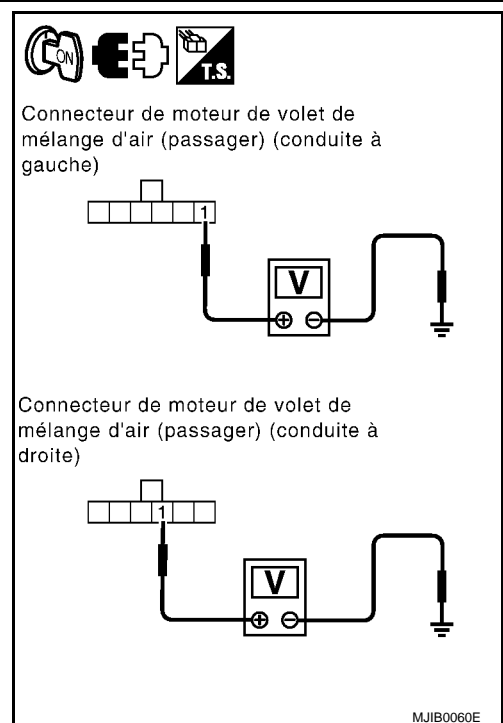 ON
T.S.
Connecteur de moteur de volet de
mélange d'air (passager) (conduite à
gauche)
1
V
Connecteur de moteur de volet de
mélange d'air (passager) (conduite à
droite)
1
V
MJIB0060E